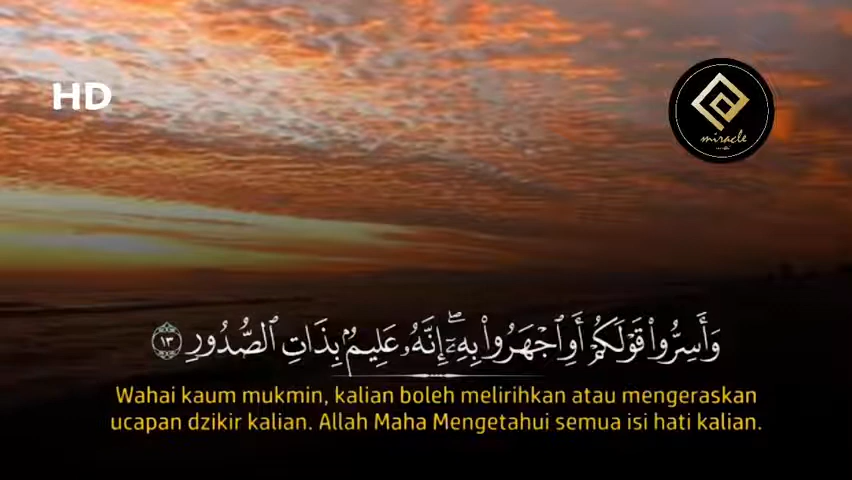 HD
miracle
وَأَسِرُّوا۟ قَوْلَكُمْ أَوِ ٱجْهَرُوا۟ بِهِۦٓ ۖ إِنَّهُۥ عَلِيمٌۢ بِذَاتِ ٱلصُّدُورِ ١٣
Wahai kaum mukmin, kalian boleh melirihkan atau mengeraskan
ucapan dzikir kalian. Allah Maha Mengetahui semua isi hati kalian.